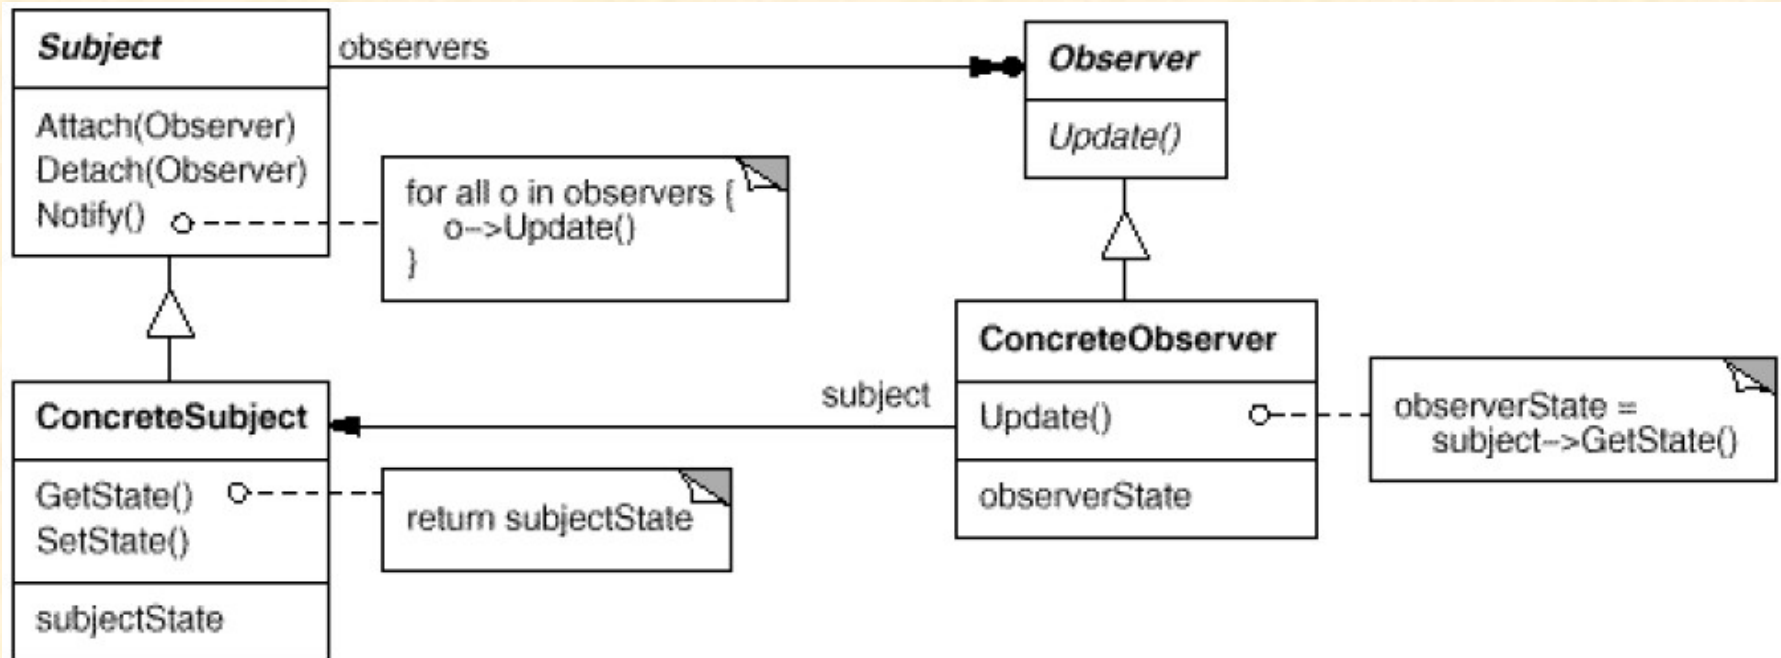 Subject
Attach(Observer)
Detach(Observer)
Notify()
observers
Observer
Update()
for all o in observers {
o->Update()
}
ConcreteSubject
GetState()
SetState()
subjectState
return subjectState
subject
ConcreteObserver
Update()
observerState
observerState =
subject->GetState()